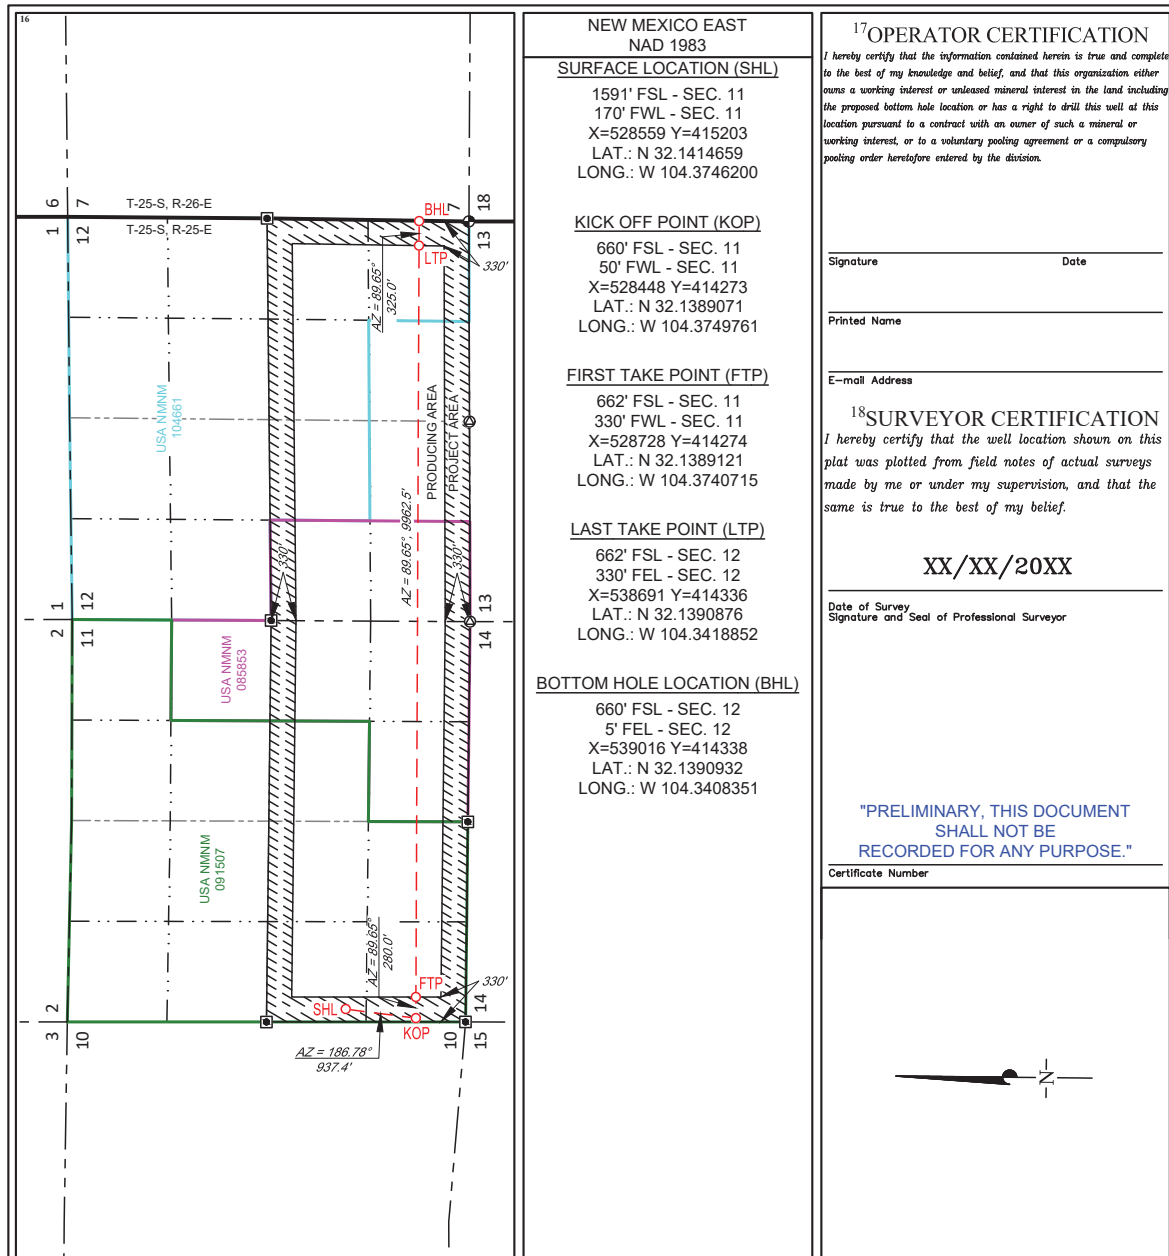 16
6
7
1
12
T-25-S, R-26-E
T-25-S, R-25-E
BHL
7
18
13
LTP
330'
AZ = 89.65°
325.0'
USA NMNM
104661
PRODUCING AREA
PROJECT AREA
AZ = 89.65°, 9962.5'
330'
330'
1
12
2
11
13
14
USA NMNM
085853
USA NMNM
091507
AZ = 89.65°
280.0'
FTP
330'
SHL
KOP
2
3
10
14
10
15
AZ = 186.78°
937.4'
NEW MEXICO EAST
NAD 1983
SURFACE LOCATION (SHL)
1591' FSL - SEC. 11
170' FWL - SEC. 11
X=528559 Y=415203
LAT.: N 32.1414659
LONG.: W 104.3746200
KICK OFF POINT (KOP)
660' FSL - SEC. 11
50' FWL - SEC. 11
X=528448 Y=414273
LAT.: N 32.1389071
LONG.: W 104.3749761
FIRST TAKE POINT (FTP)
662' FSL - SEC. 11
330' FWL - SEC. 11
X=528728 Y=414274
LAT.: N 32.1389121
LONG.: W 104.3740715
LAST TAKE POINT (LTP)
662' FSL - SEC. 12
330' FEL - SEC. 12
X=538691 Y=414336
LAT.: N 32.1390876
LONG.: W 104.3418852
BOTTOM HOLE LOCATION (BHL)
660' FSL - SEC. 12
5' FEL - SEC. 12
X=539016 Y=414338
LAT.: N 32.1390932
LONG.: W 104.3408351
17OPERATOR CERTIFICATION
I hereby certify that the information contained herein is true and complete
to the best of my knowledge and belief, and that this organization either
owns a working interest or unleased mineral interest in the land including
the proposed bottom hole location or has a right to drill this well at this
location pursuant to a contract with an owner of such a mineral or
working interest, or to a voluntary pooling agreement or a compulsory
pooling order heretofore entered by the division.
Signature Date
Printed Name
E-mail Address
18SURVEYOR CERTIFICATION
I hereby certify that the well location shown on this
plat was plotted from field notes of actual surveys
made by me or under my supervision, and that the
same is true to the best of my belief.
XX/XX/20XX
Date of Survey
Signature and Seal of Professional Surveyor
"PRELIMINARY, THIS DOCUMENT
SHALL NOT BE
RECORDED FOR ANY PURPOSE."
Certificate Number
N